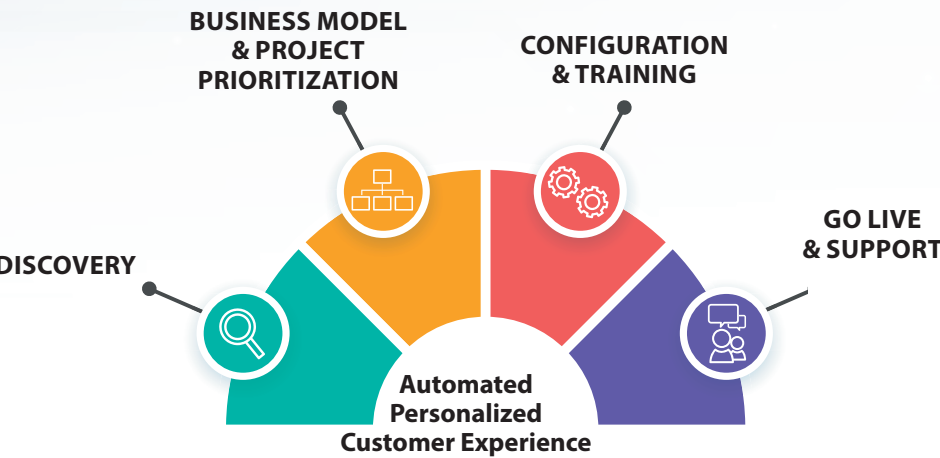 BUSINESS MODEL
& PROJECT
PRIORITIZATION
CONFIGURATION
& TRAINING
DISCOVERY
GO LIVE
& SUPPORT
Automated
Personalized
Customer Experience